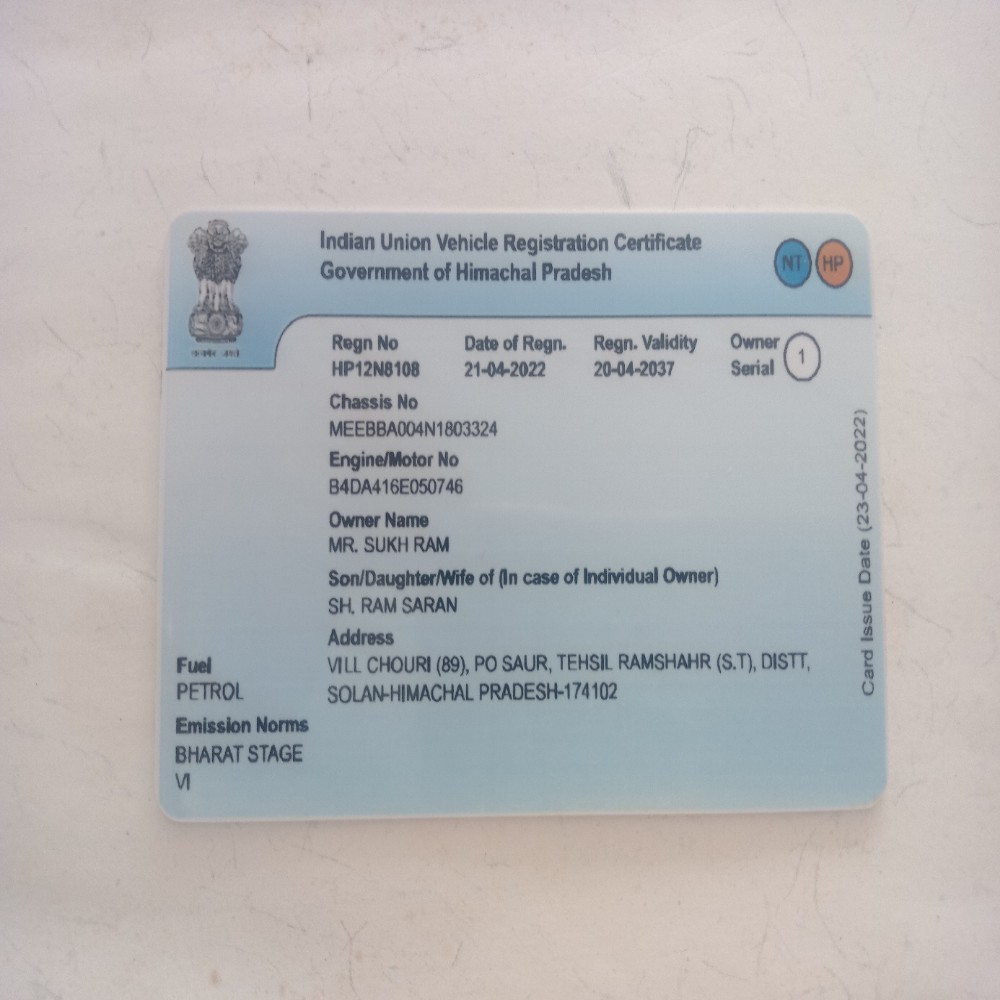 Indian Union Vehicle Registration Certificate
Government of Himachal Pradesh
NT HP
Regn No Date of Regn. Regn. Validity Owner Serial 1
HP12N8108 21-04-2022 20-04-2037
Chassis No
MEEBBA004N1803324
Engine/Motor No
B4DA416E050746
Owner Name
MR. SUKH RAM
Son/Daughter/Wife of (In case of Individual Owner)
SH. RAM SARAN
Address
VILL CHOURI (89), PO SAUR, TEHSIL RAMSHAHR (S.T), DISTT,
SOLAN-HIMACHAL PRADESH-174102
Fuel
PETROL
Emission Norms
BHARAT STAGE
VI
Card Issue Date (23-04-2022)